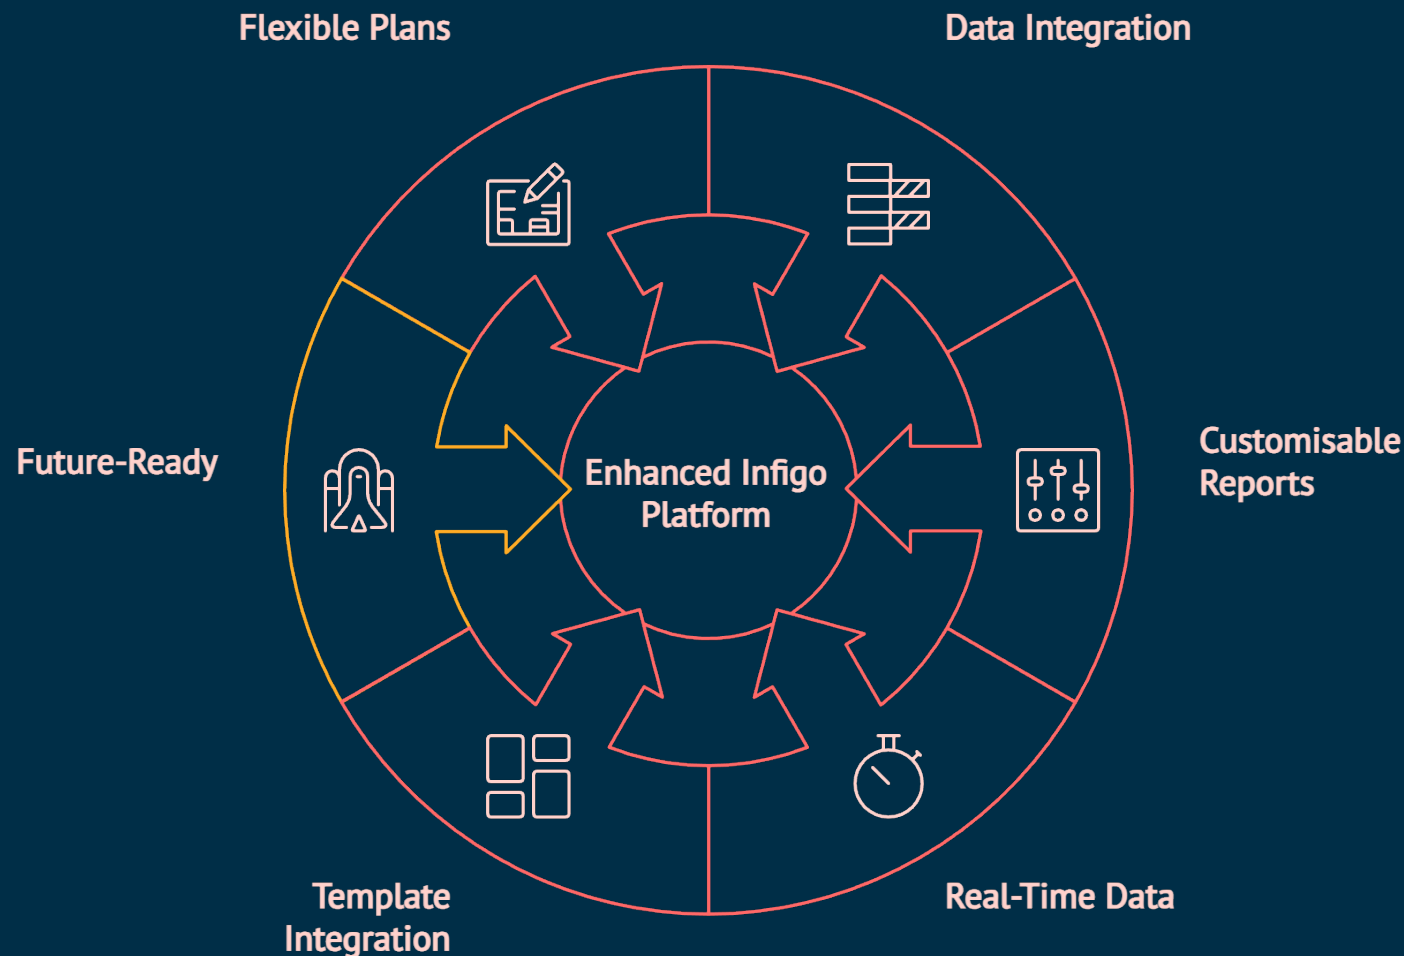 Flexible Plans
Data Integration
Customisable
Reports
Future-Ready
Enhanced Infigo
Platform
Template
Integration
Real-Time Data